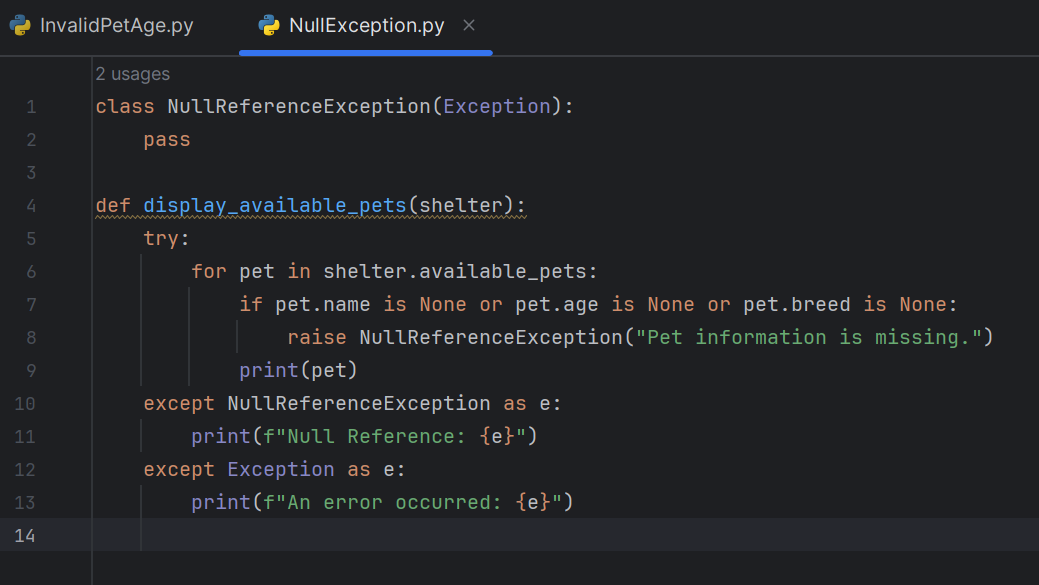 InvalidPetAge.py NullException.py
2 usages
1 class NullReferenceException(Exception):
2     pass
3
4 def display_available_pets(shelter):
5     try:
6         for pet in shelter.available_pets:
7             if pet.name is None or pet.age is None or pet.breed is None:
8                 raise NullReferenceException("Pet information is missing.")
9             print(pet)
10     except NullReferenceException as e:
11         print(f"Null Reference: {e}")
12     except Exception as e:
13         print(f"An error occurred: {e}")
14